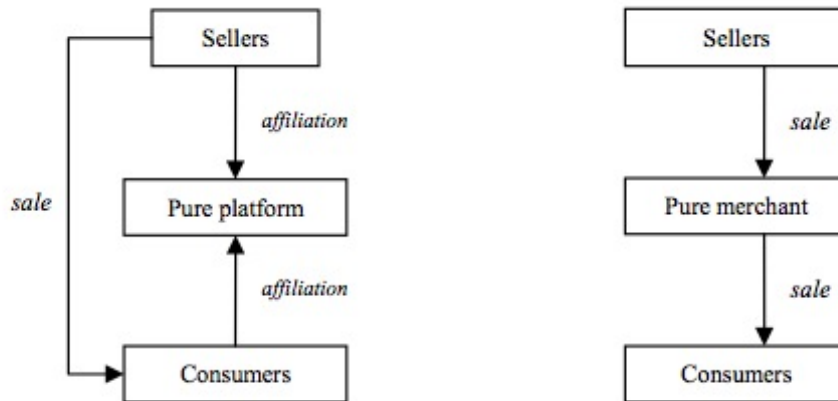 Sellers
affiliation
sale
Pure platform
affiliation
Consumers
Sellers
sale
Pure merchant
sale
Consumers